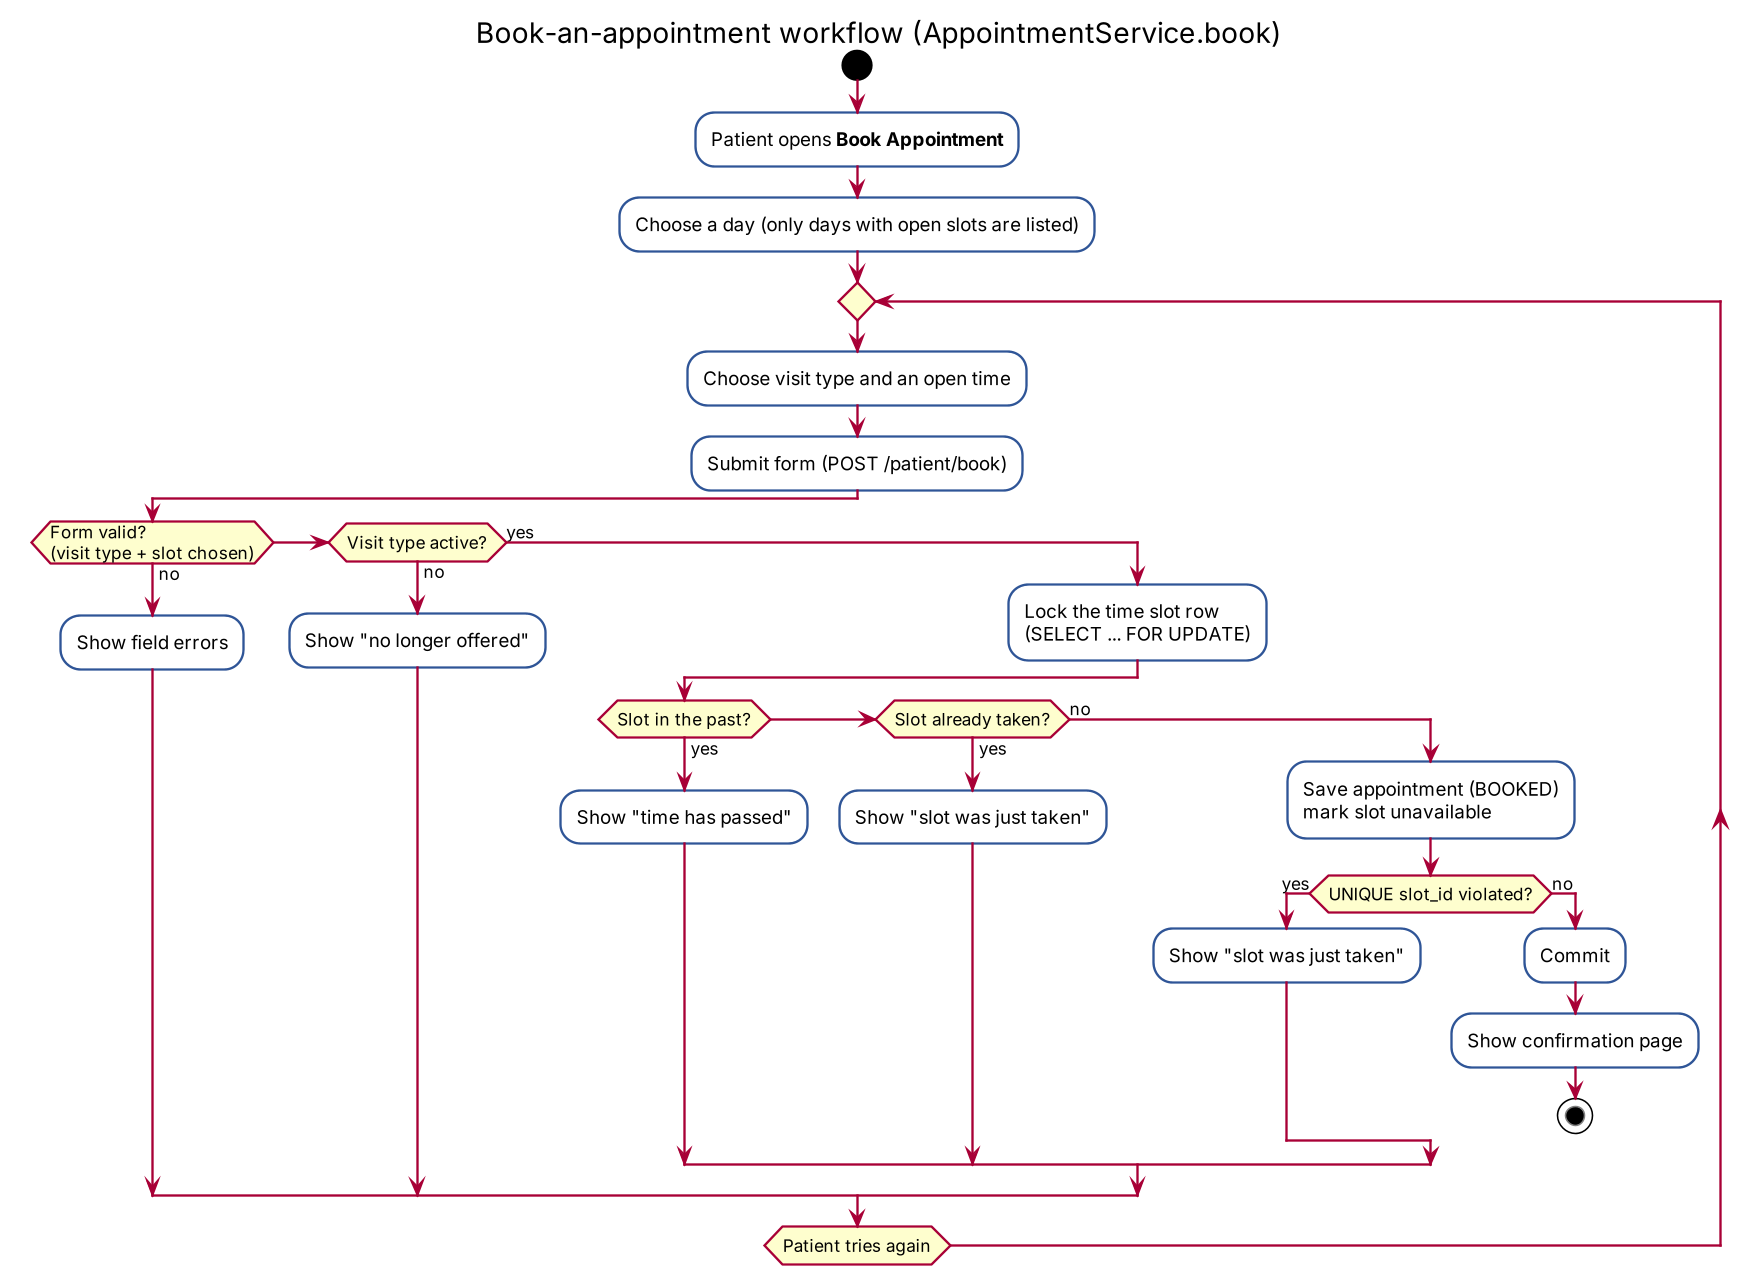 Book-an-appointment workflow (AppointmentService.book)
Patient opens Book Appointment
Choose a day (only days with open slots are listed)
Choose visit type and an open time
Submit form (POST /patient/book)
Form valid?
(visit type + slot chosen)
Visit type active?
yes
no
no
Show field errors
Show "no longer offered"
Lock the time slot row
(SELECT ... FOR UPDATE)
Slot in the past?
Slot already taken?
no
yes
yes
Show "time has passed"
Show "slot was just taken"
Save appointment (BOOKED)
mark slot unavailable
yes
UNIQUE slot_id violated?
no
Show "slot was just taken"
Commit
Show confirmation page
Patient tries again